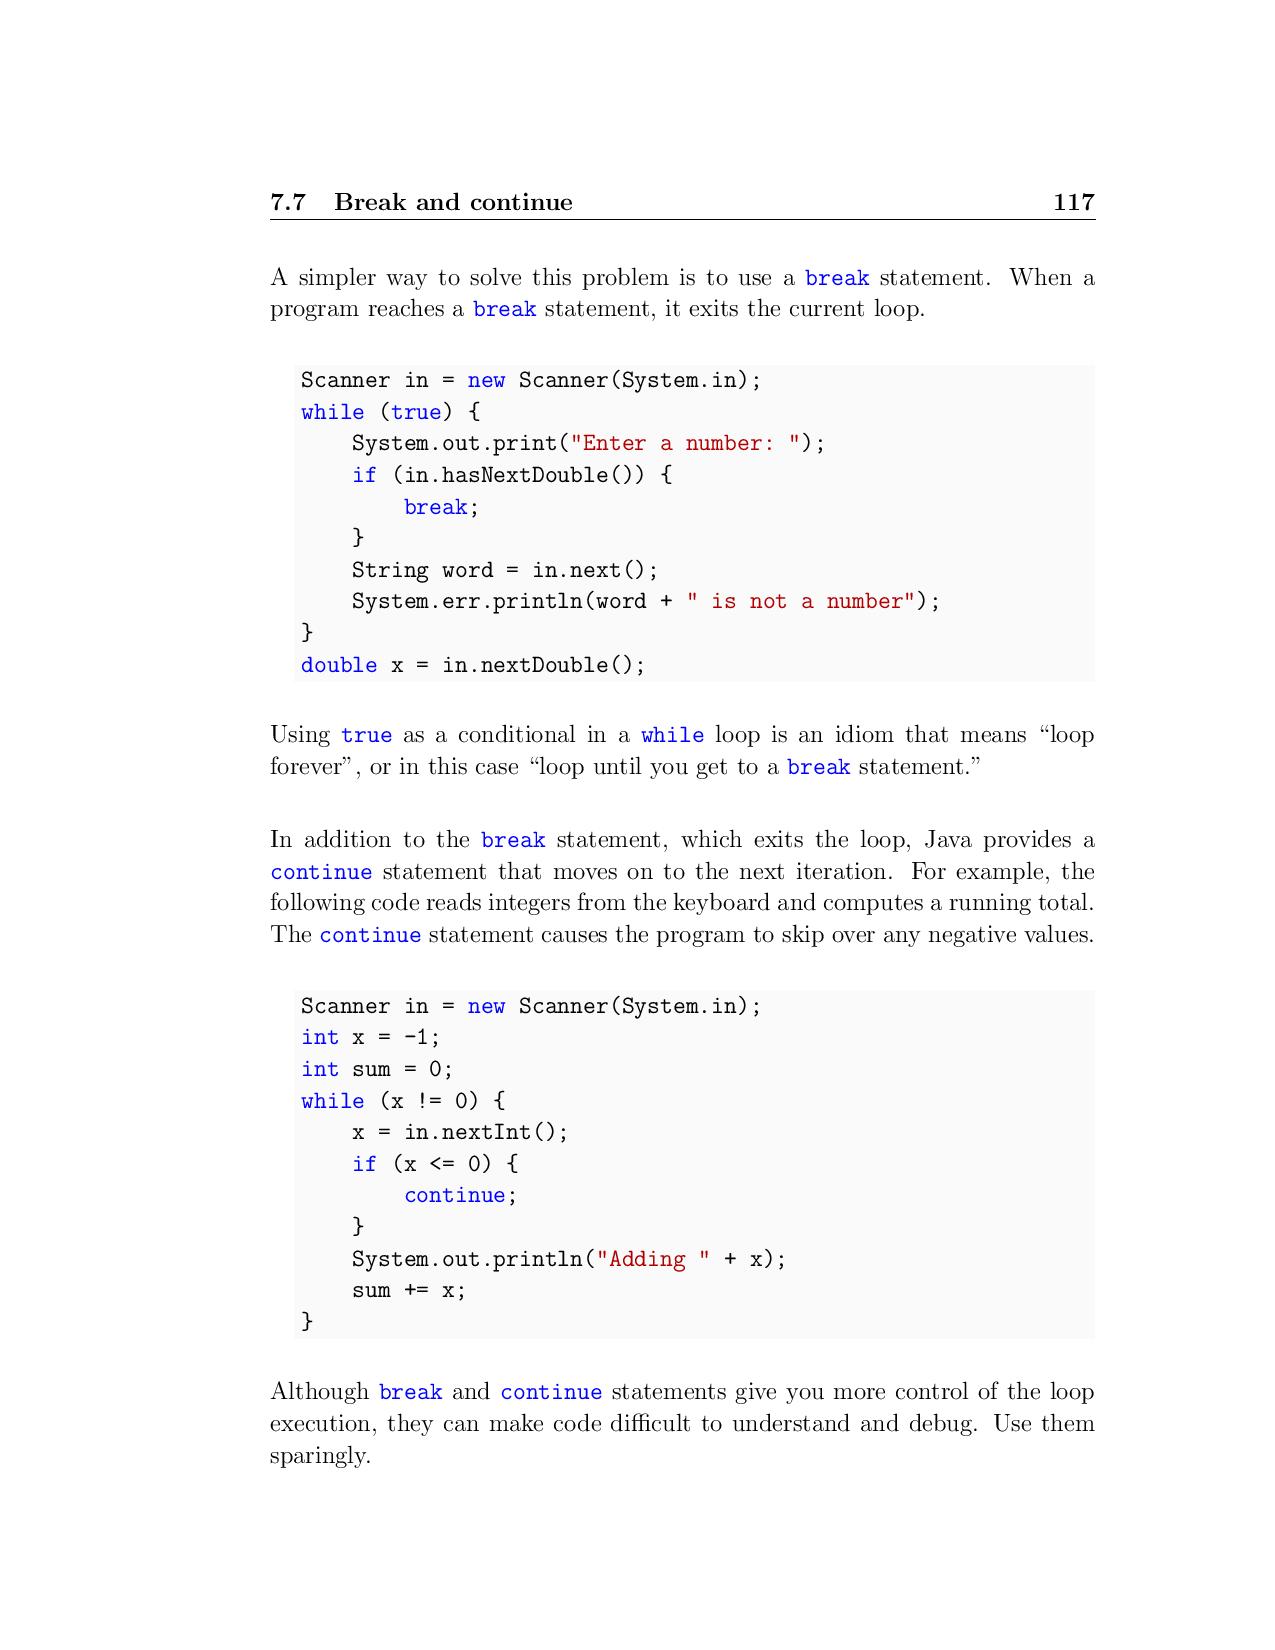 7.7 Break and continue 117
A simpler way to solve this problem is to use a break statement. When a
program reaches a break statement, it exits the current loop.
Scanner in = new Scanner(System.in);
while (true) {
    System.out.print("Enter a number: ");
    if (in.hasNextDouble()) {
        break;
    }
    String word = in.next();
    System.err.println(word + " is not a number");
}
double x = in.nextDouble();
Using true as a conditional in a while loop is an idiom that means “loop
forever”, or in this case “loop until you get to a break statement.”
In addition to the break statement, which exits the loop, Java provides a
continue statement that moves on to the next iteration. For example, the
following code reads integers from the keyboard and computes a running total.
The continue statement causes the program to skip over any negative values.
Scanner in = new Scanner(System.in);
int x = -1;
int sum = 0;
while (x != 0) {
    x = in.nextInt();
    if (x <= 0) {
        continue;
    }
    System.out.println("Adding " + x);
    sum += x;
}
Although break and continue statements give you more control of the loop
execution, they can make code difficult to understand and debug. Use them
sparingly.